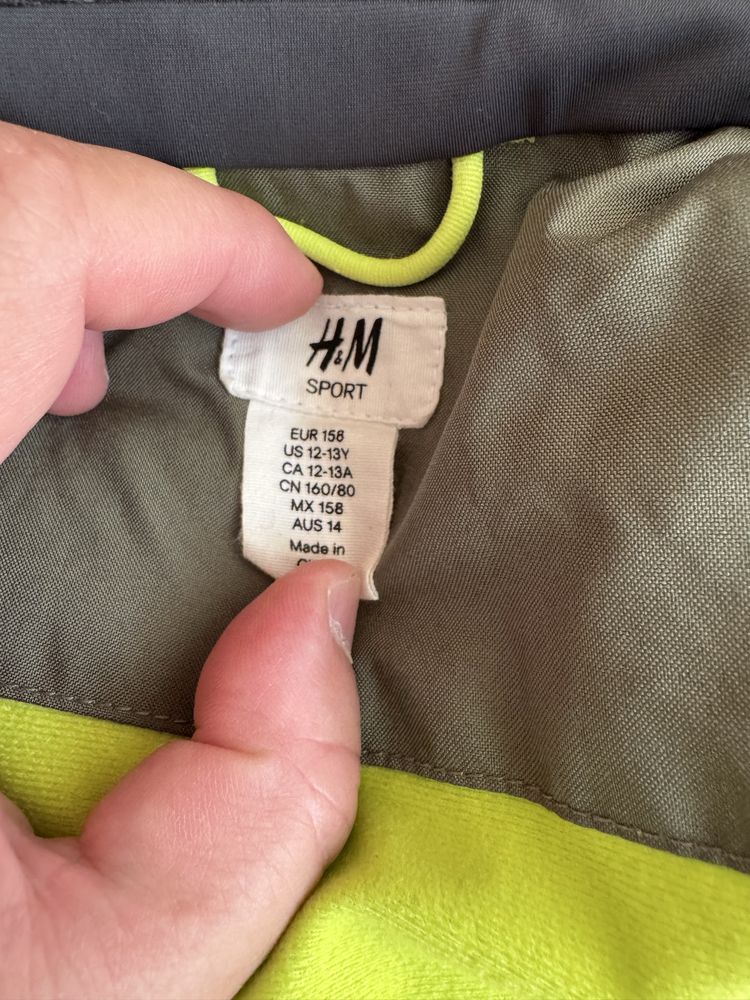 H&M
SPORT
EUR 158
US 12-13Y
CA 12-13A
CN 160/80
MX 158
AUS 14
Made in